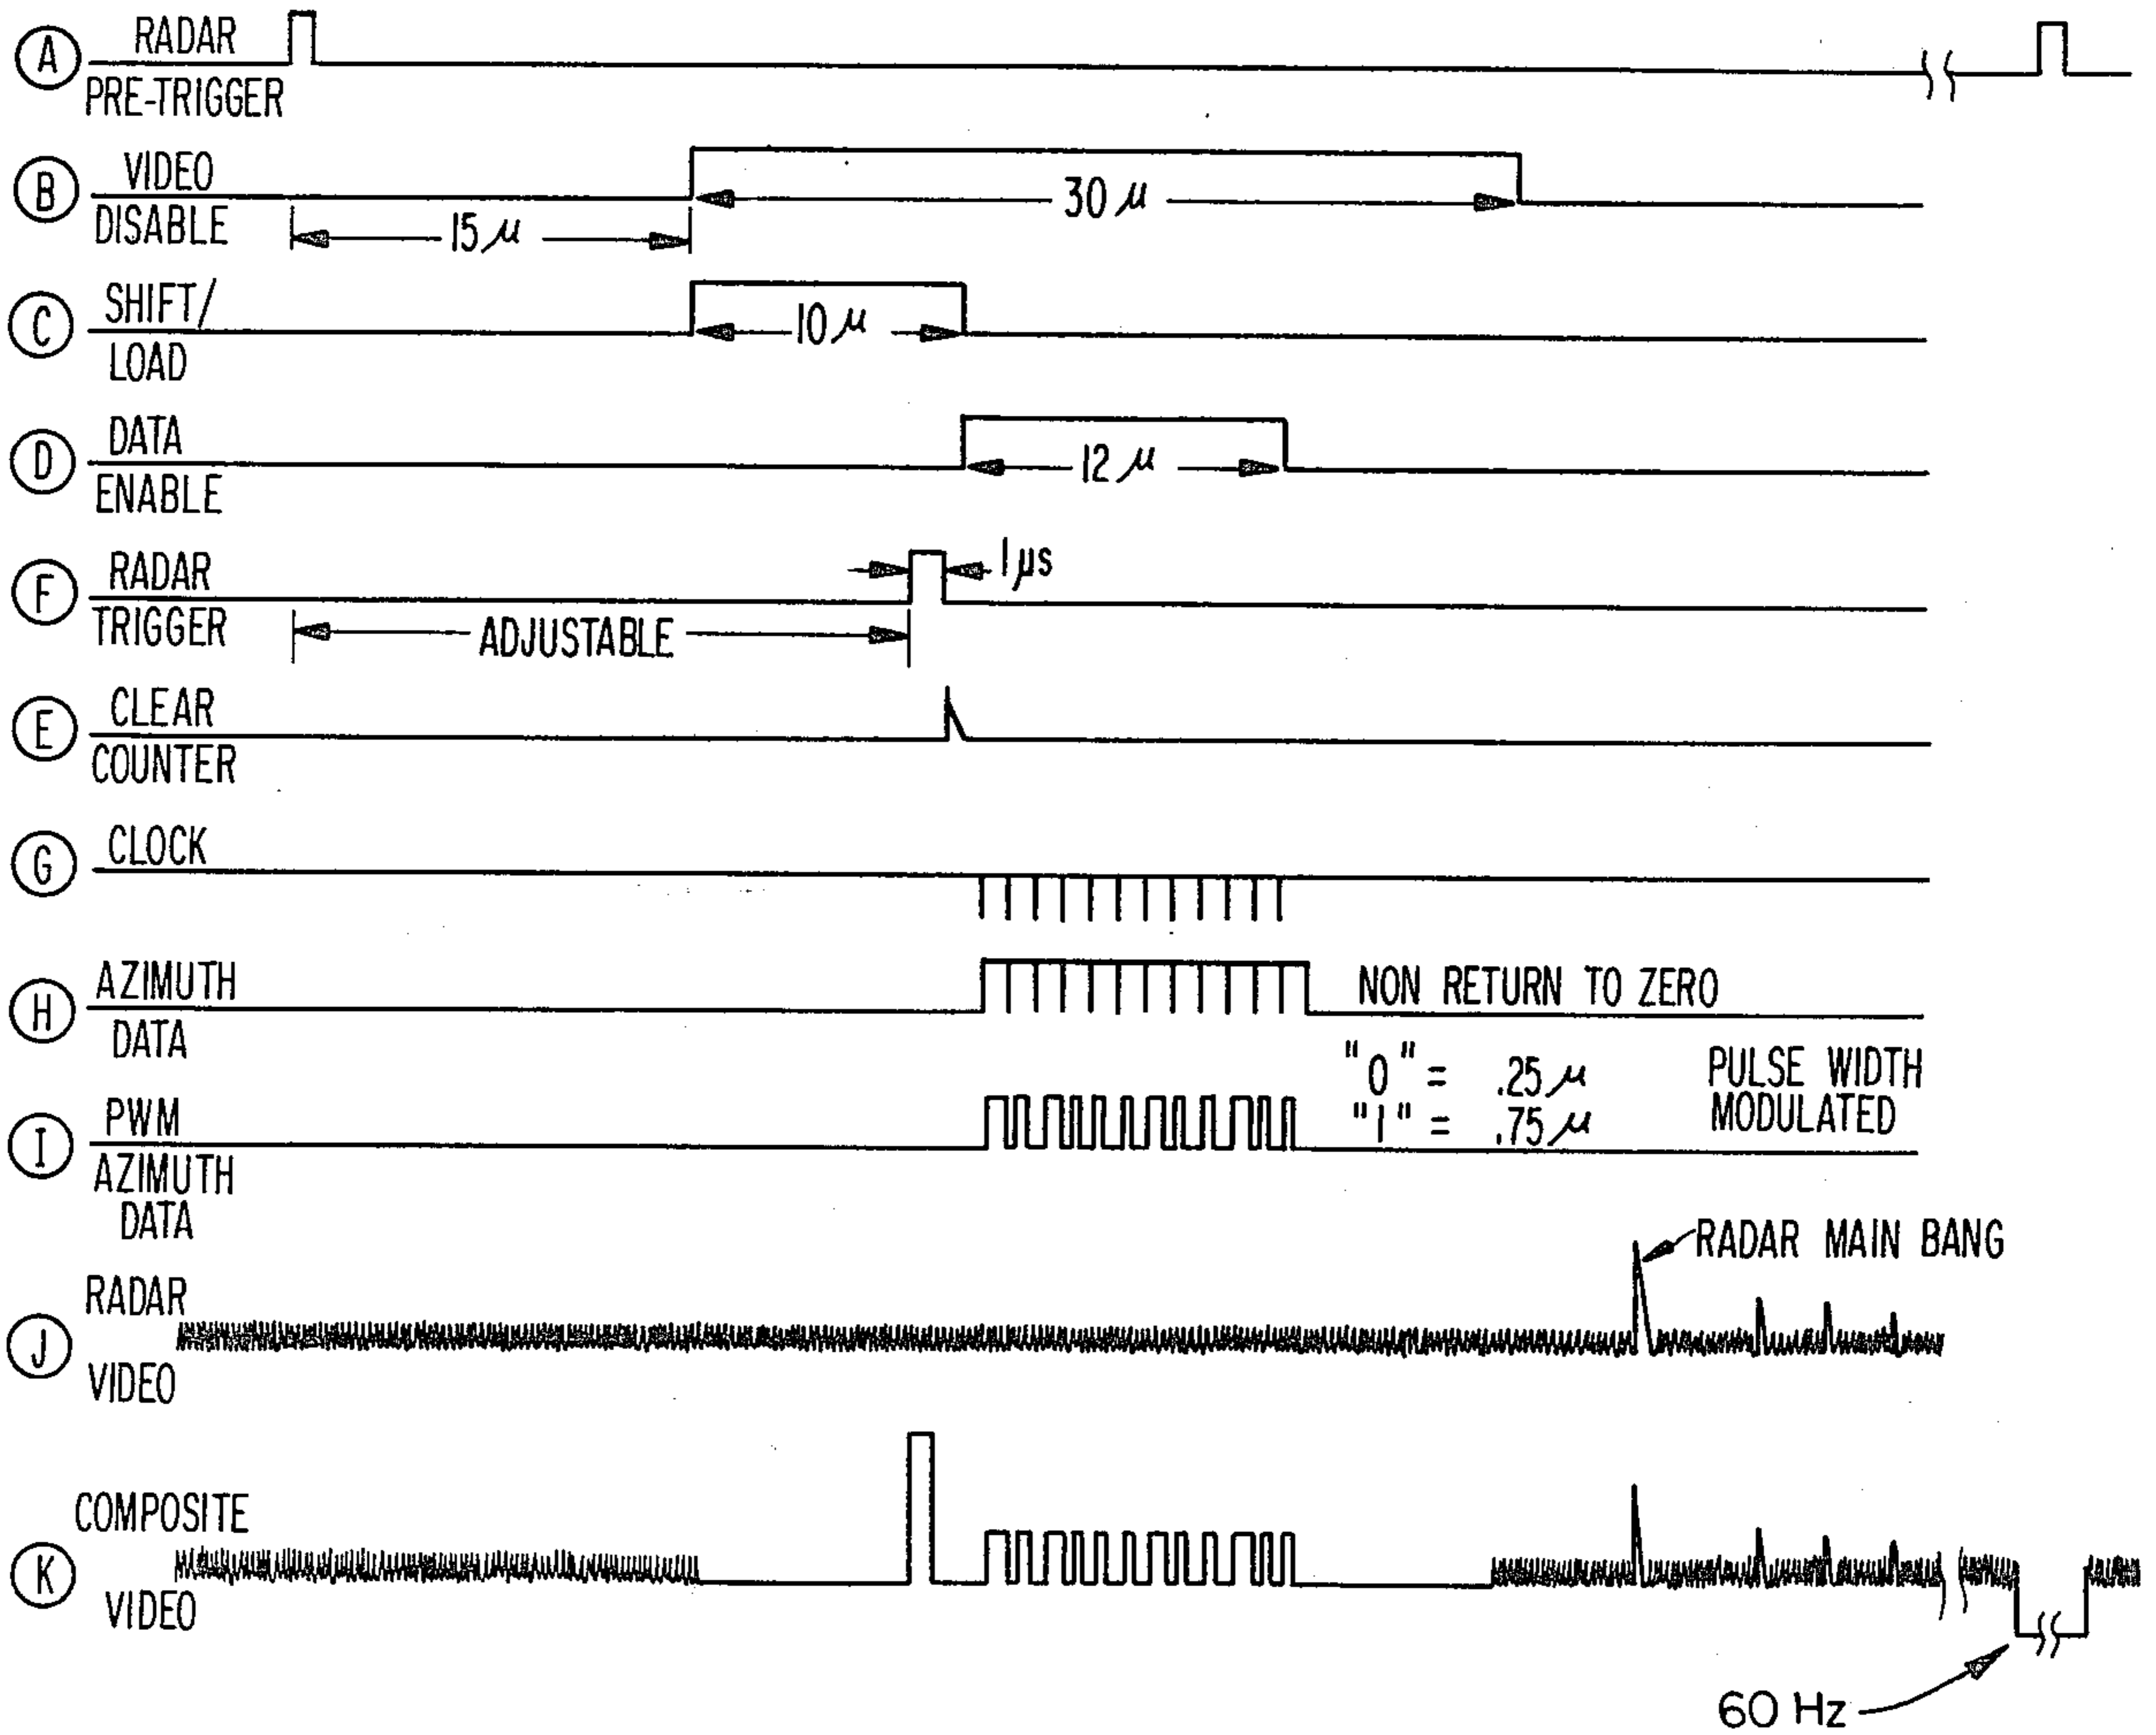 A RADAR
PRE-TRIGGER
B VIDEO
DISABLE
15 μ
30 μ
C SHIFT/
LOAD
10 μ
D DATA
ENABLE
12 μ
F RADAR
TRIGGER
ADJUSTABLE
1 μs
E CLEAR
COUNTER
G CLOCK
H AZIMUTH
DATA
NON RETURN TO ZERO
I PWM
AZIMUTH
DATA
"0" = .25 μ
"1" = .75 μ
PULSE WIDTH
MODULATED
J RADAR
VIDEO
RADAR MAIN BANG
K COMPOSITE
VIDEO
60 Hz